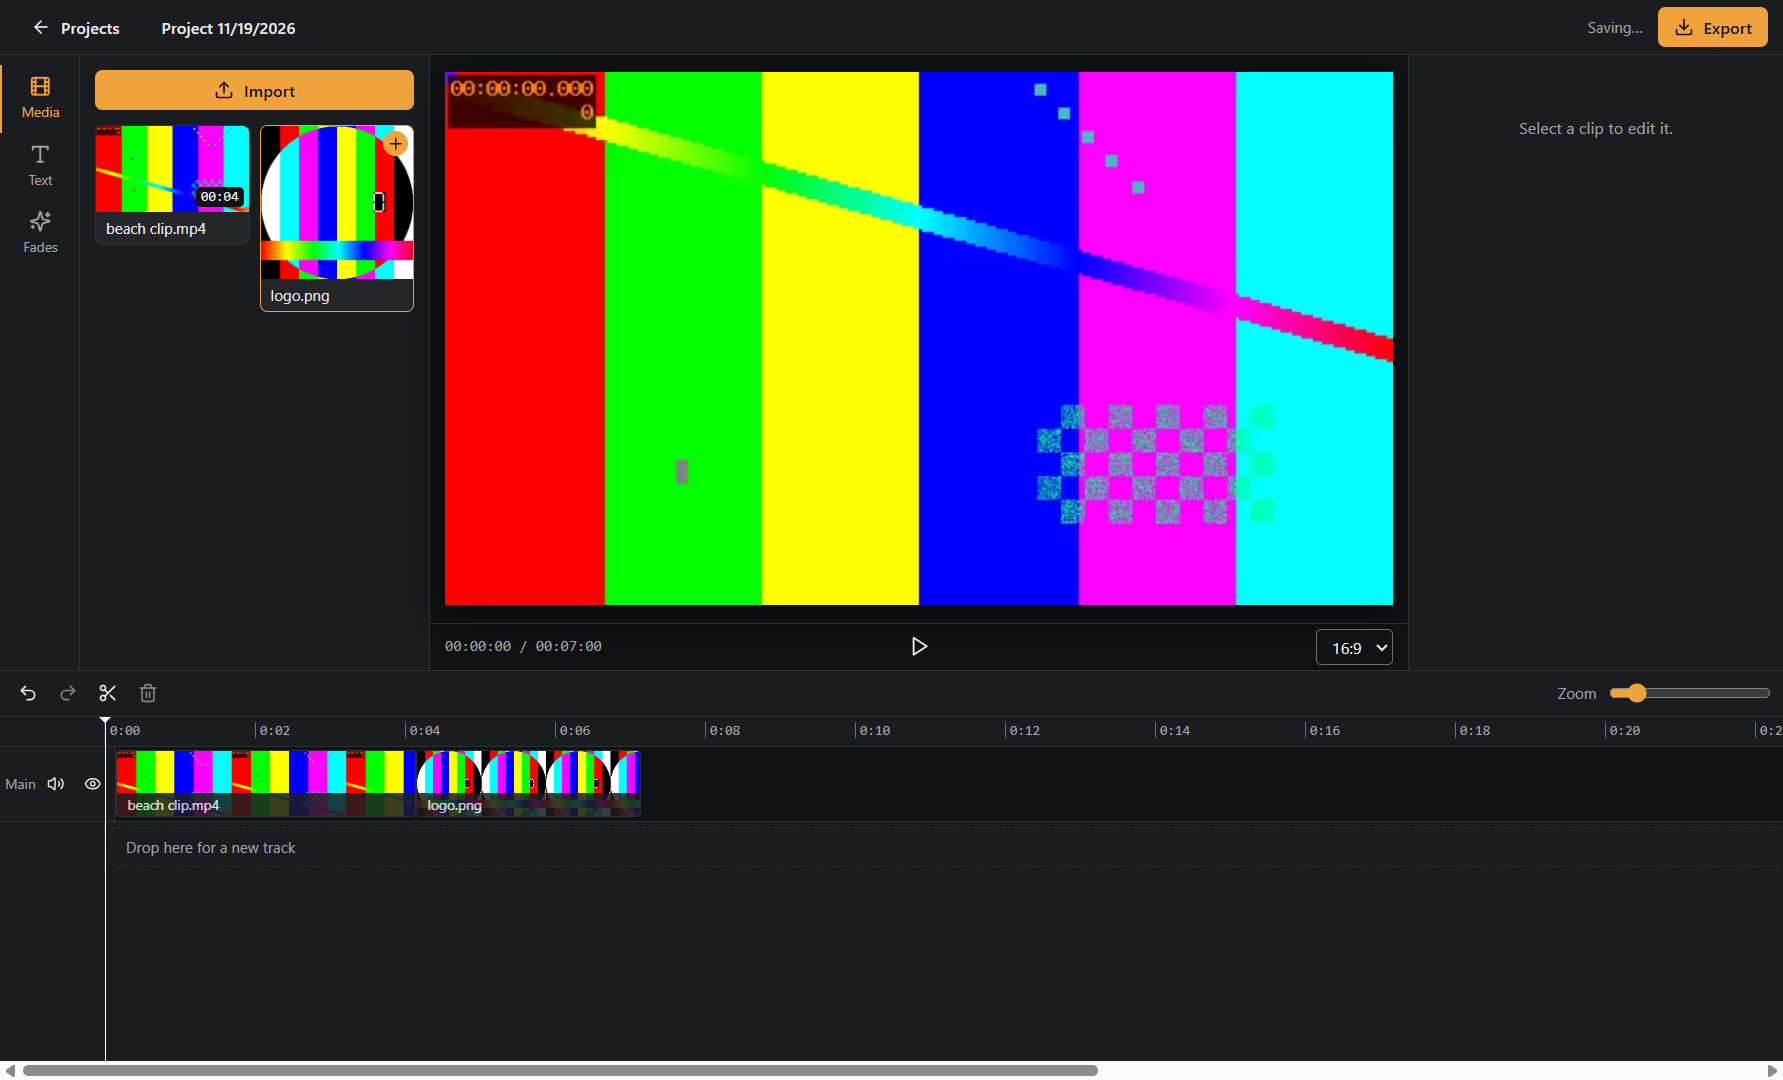 Projects
Project 11/19/2026
Saving...
Export
Media
Text
Fades
Import
00:04
beach clip.mp4
logo.png
00:00:00.000
0
Select a clip to edit it.
00:00:00 / 00:07:00
16:9
Zoom
0:00
0:02
0:04
0:06
0:08
0:10
0:12
0:14
0:16
0:18
0:20
0:2
Main
beach clip.mp4
logo.png
Drop here for a new track